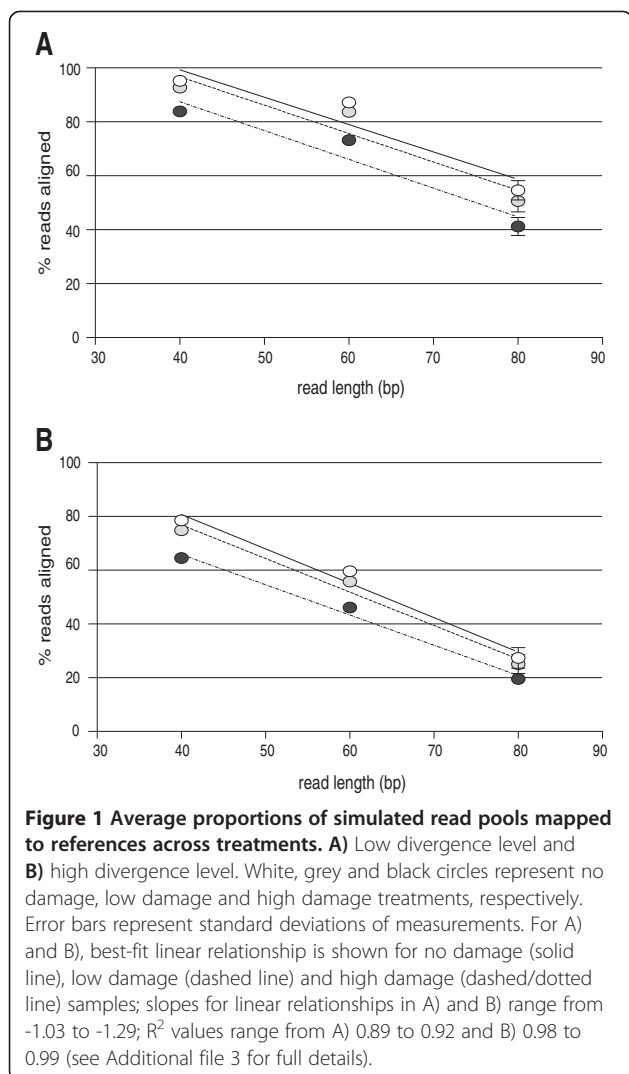 A
100
80
60
40
20
0
% reads aligned
30 40 50 60 70 80 90
read length (bp)
B
100
80
60
40
20
0
% reads aligned
30 40 50 60 70 80 90
read length (bp)
Figure 1 Average proportions of simulated read pools mapped
to references across treatments. A) Low divergence level and
B) high divergence level. White, grey and black circles represent no
damage, low damage and high damage treatments, respectively.
Error bars represent standard deviations of measurements. For A)
and B), best-fit linear relationship is shown for no damage (solid
line), low damage (dashed line) and high damage (dashed/dotted
line) samples; slopes for linear relationships in A) and B) range from
-1.03 to -1.29; R² values range from A) 0.89 to 0.92 and B) 0.98 to
0.99 (see Additional file 3 for full details).